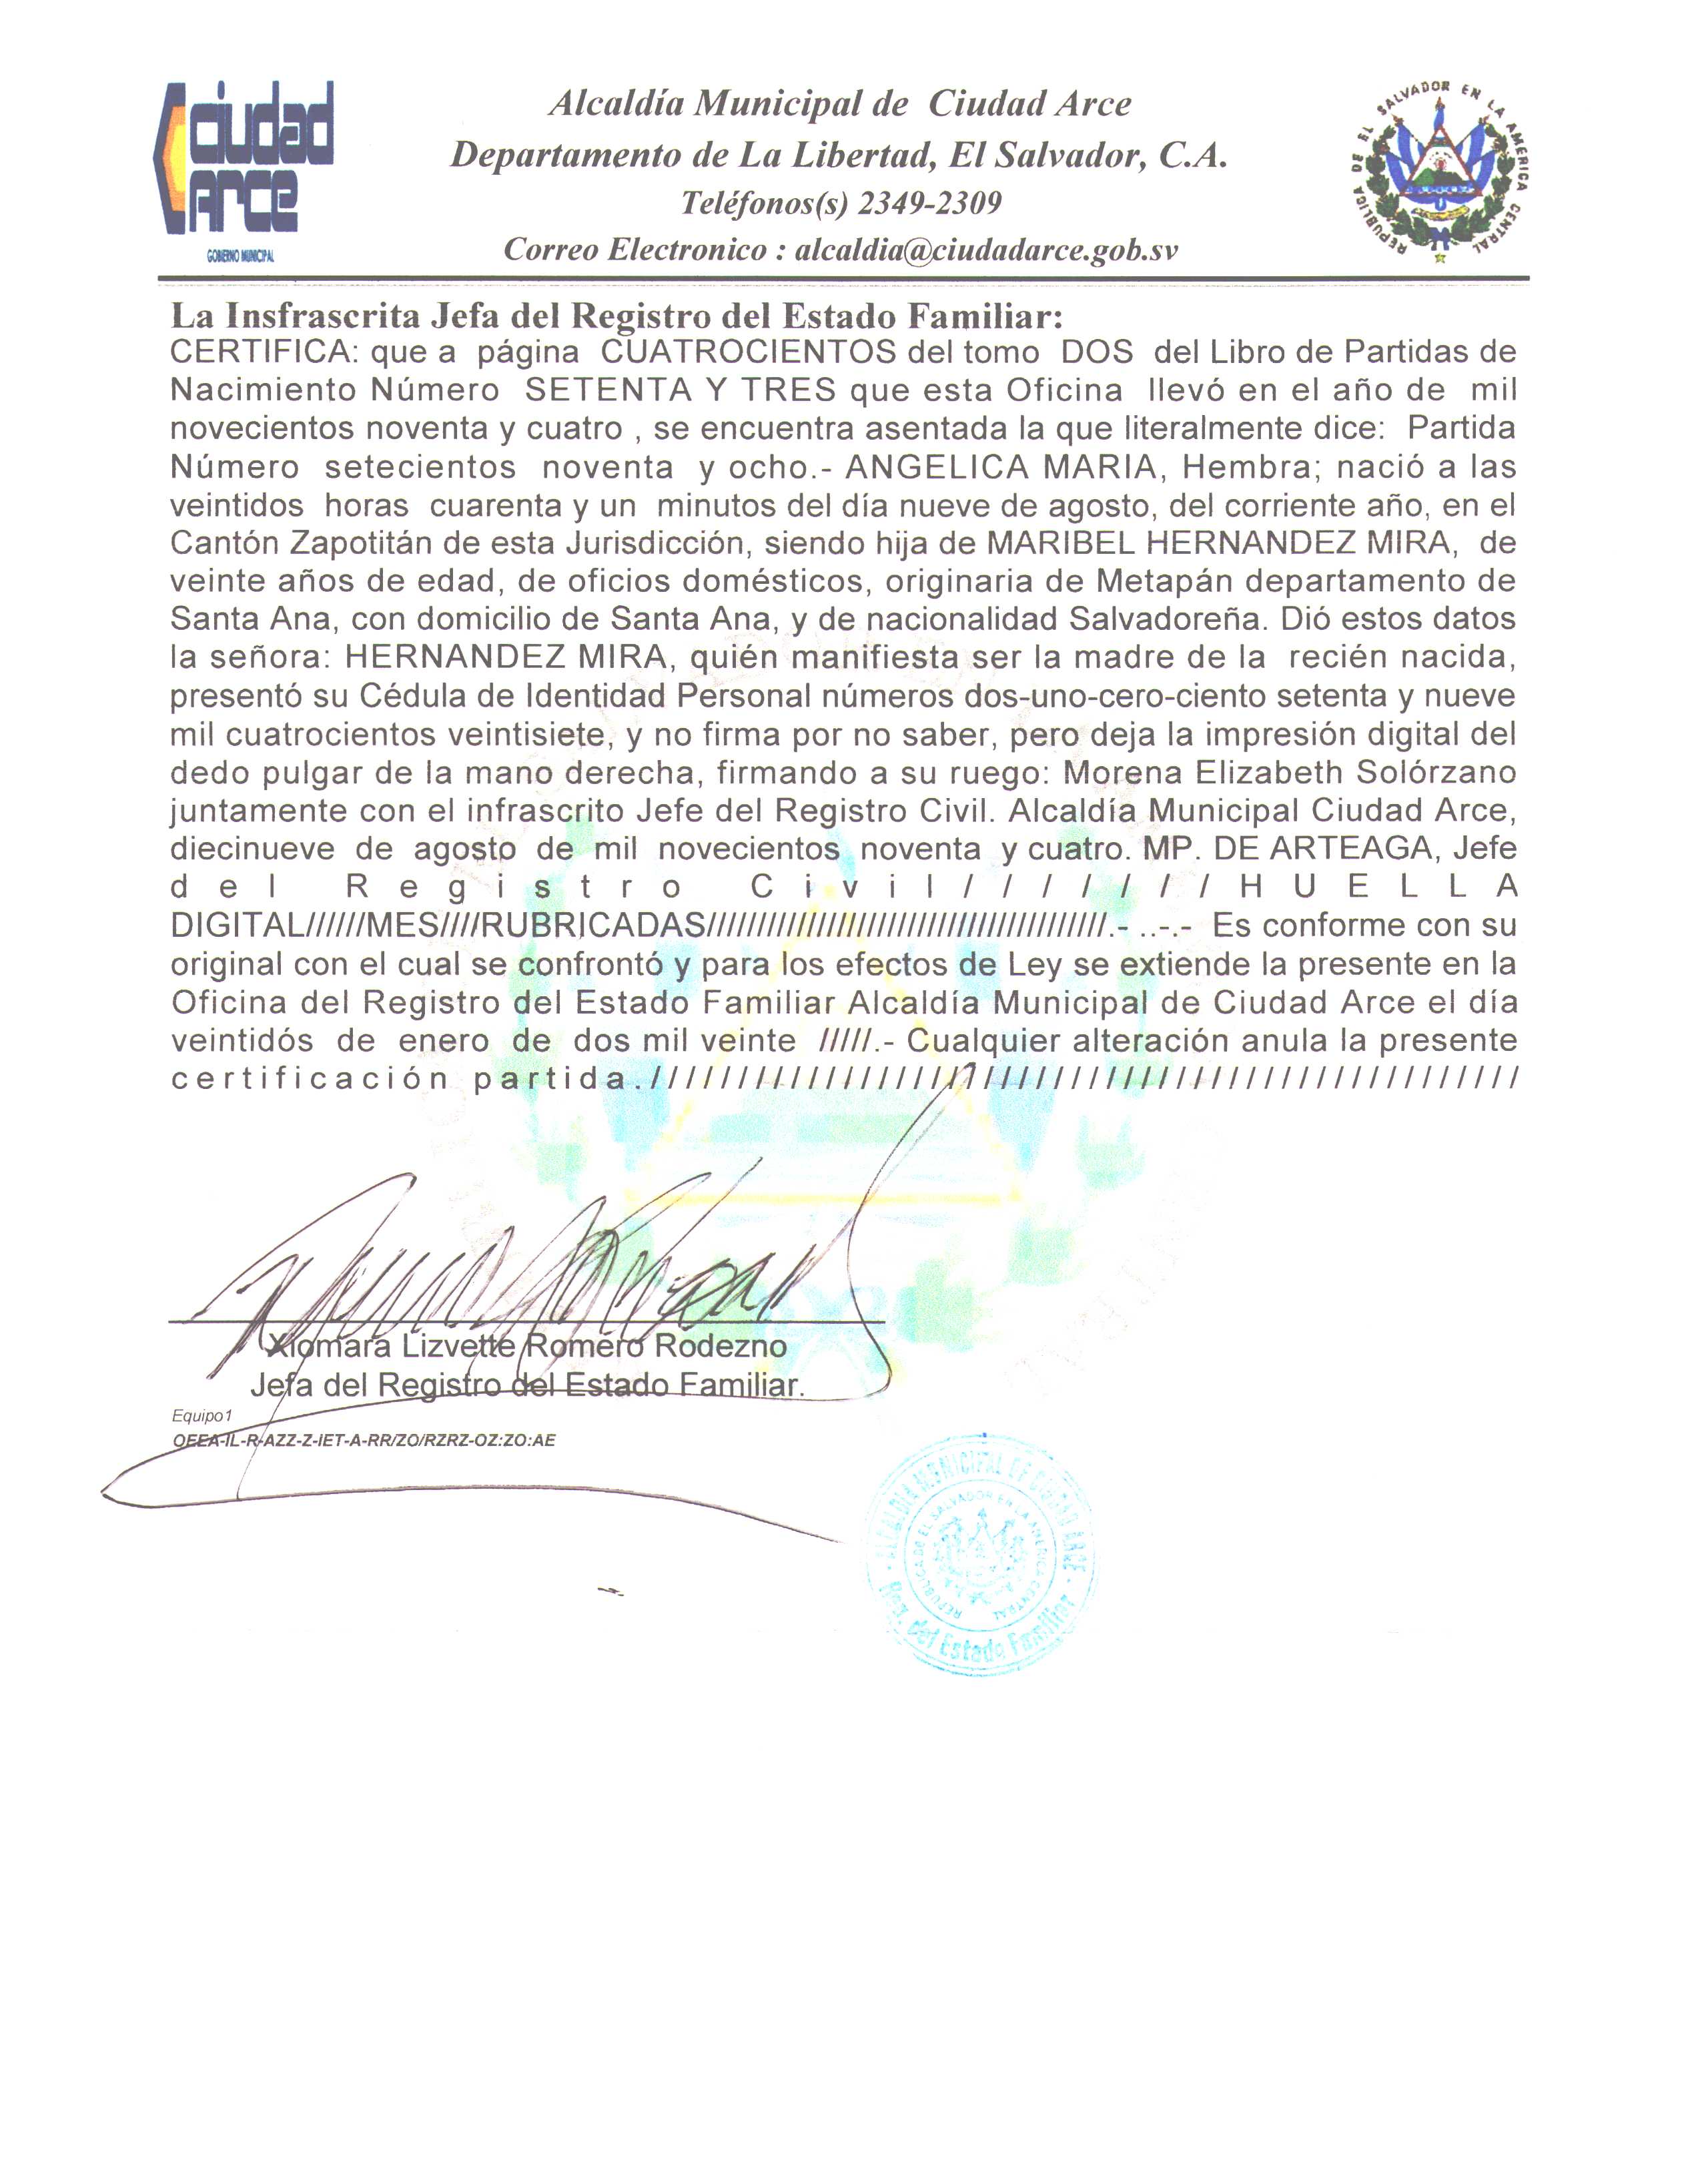 ciudad
Arce
GOBIERNO MUNICIPAL
Alcaldía Municipal de Ciudad Arce
Departamento de La Libertad, El Salvador, C.A.
Teléfonos(s) 2349-2309
Correo Electronico : alcaldia@ciudadarce.gob.sv
REPUBLICA DE EL SALVADOR EN LA AMERICA CENTRAL
La Insfrascrita Jefa del Registro del Estado Familiar:
CERTIFICA: que a página CUATROCIENTOS del tomo DOS del Libro de Partidas de
Nacimiento Número SETENTA Y TRES que esta Oficina llevó en el año de mil
novecientos noventa y cuatro , se encuentra asentada la que literalmente dice: Partida
Número setecientos noventa y ocho.- ANGELICA MARIA, Hembra; nació a las
veintidos horas cuarenta y un minutos del día nueve de agosto, del corriente año, en el
Cantón Zapotitán de esta Jurisdicción, siendo hija de MARIBEL HERNANDEZ MIRA, de
veinte años de edad, de oficios domésticos, originaria de Metapán departamento de
Santa Ana, con domicilio de Santa Ana, y de nacionalidad Salvadoreña. Dió estos datos
la señora: HERNANDEZ MIRA, quién manifiesta ser la madre de la recién nacida,
presentó su Cédula de Identidad Personal números dos-uno-cero-ciento setenta y nueve
mil cuatrocientos veintisiete, y no firma por no saber, pero deja la impresión digital del
dedo pulgar de la mano derecha, firmando a su ruego: Morena Elizabeth Solórzano
juntamente con el infrascrito Jefe del Registro Civil. Alcaldía Municipal Ciudad Arce,
diecinueve de agosto de mil novecientos noventa y cuatro. MP. DE ARTEAGA, Jefe
del Registro Civil///////HUELLA
DIGITAL//////MES////RUBRICADAS////////////////////////////////////////.- ..-.- Es conforme con su
original con el cual se confrontó y para los efectos de Ley se extiende la presente en la
Oficina del Registro del Estado Familiar Alcaldía Municipal de Ciudad Arce el día
veintidós de enero de dos mil veinte /////.- Cualquier alteración anula la presente
certificación partida.///////////////////////////////////////////////
Xiomara Lizvette Romero Rodezno
Jefa del Registro del Estado Familiar.
Equipo1
OEEA-IL-R-AZZ-Z-IET-A-RR/ZO/RZRZ-OZ:ZO:AE
ALCALDIA MUNICIPAL DE CIUDAD ARCE
REPUBLICA DE EL SALVADOR EN LA AMERICA CENTRAL
Reg. del Estado Familiar